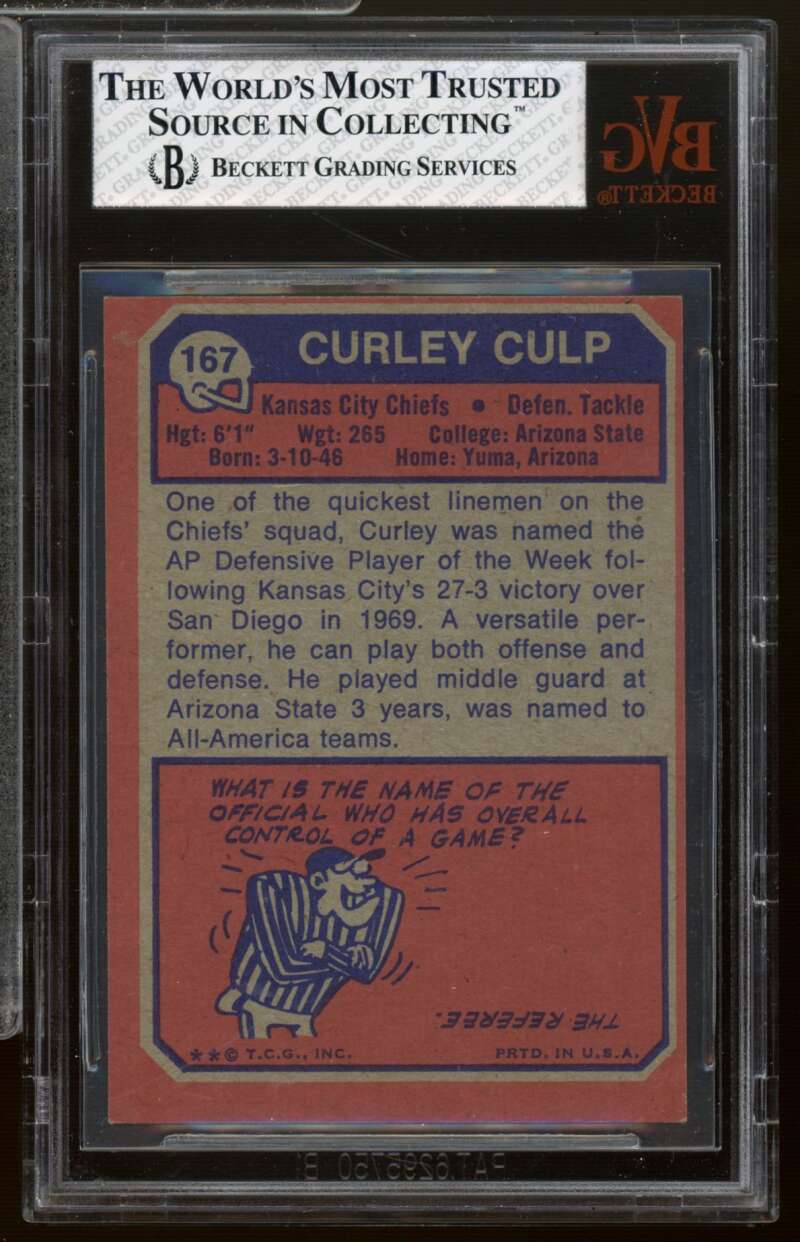 THE WORLD'S MOST TRUSTED
SOURCE IN COLLECTING™
B BECKETT GRADING SERVICES
BVG
BECKETT®
167 CURLEY CULP
Kansas City Chiefs • Defen. Tackle
Hgt: 6'1" Wgt: 265 College: Arizona State
Born: 3-10-46 Home: Yuma, Arizona
One of the quickest linemen on the
Chiefs' squad, Curley was named the
AP Defensive Player of the Week fol-
lowing Kansas City's 27-3 victory over
San Diego in 1969. A versatile per-
former, he can play both offense and
defense. He played middle guard at
Arizona State 3 years, was named to
All-America teams.
WHAT IS THE NAME OF THE
OFFICIAL WHO HAS OVERALL
CONTROL OF A GAME?
THE REFEREE.
**© T.C.G., INC. PRTD. IN U.S.A.
PAT.6295750 B1